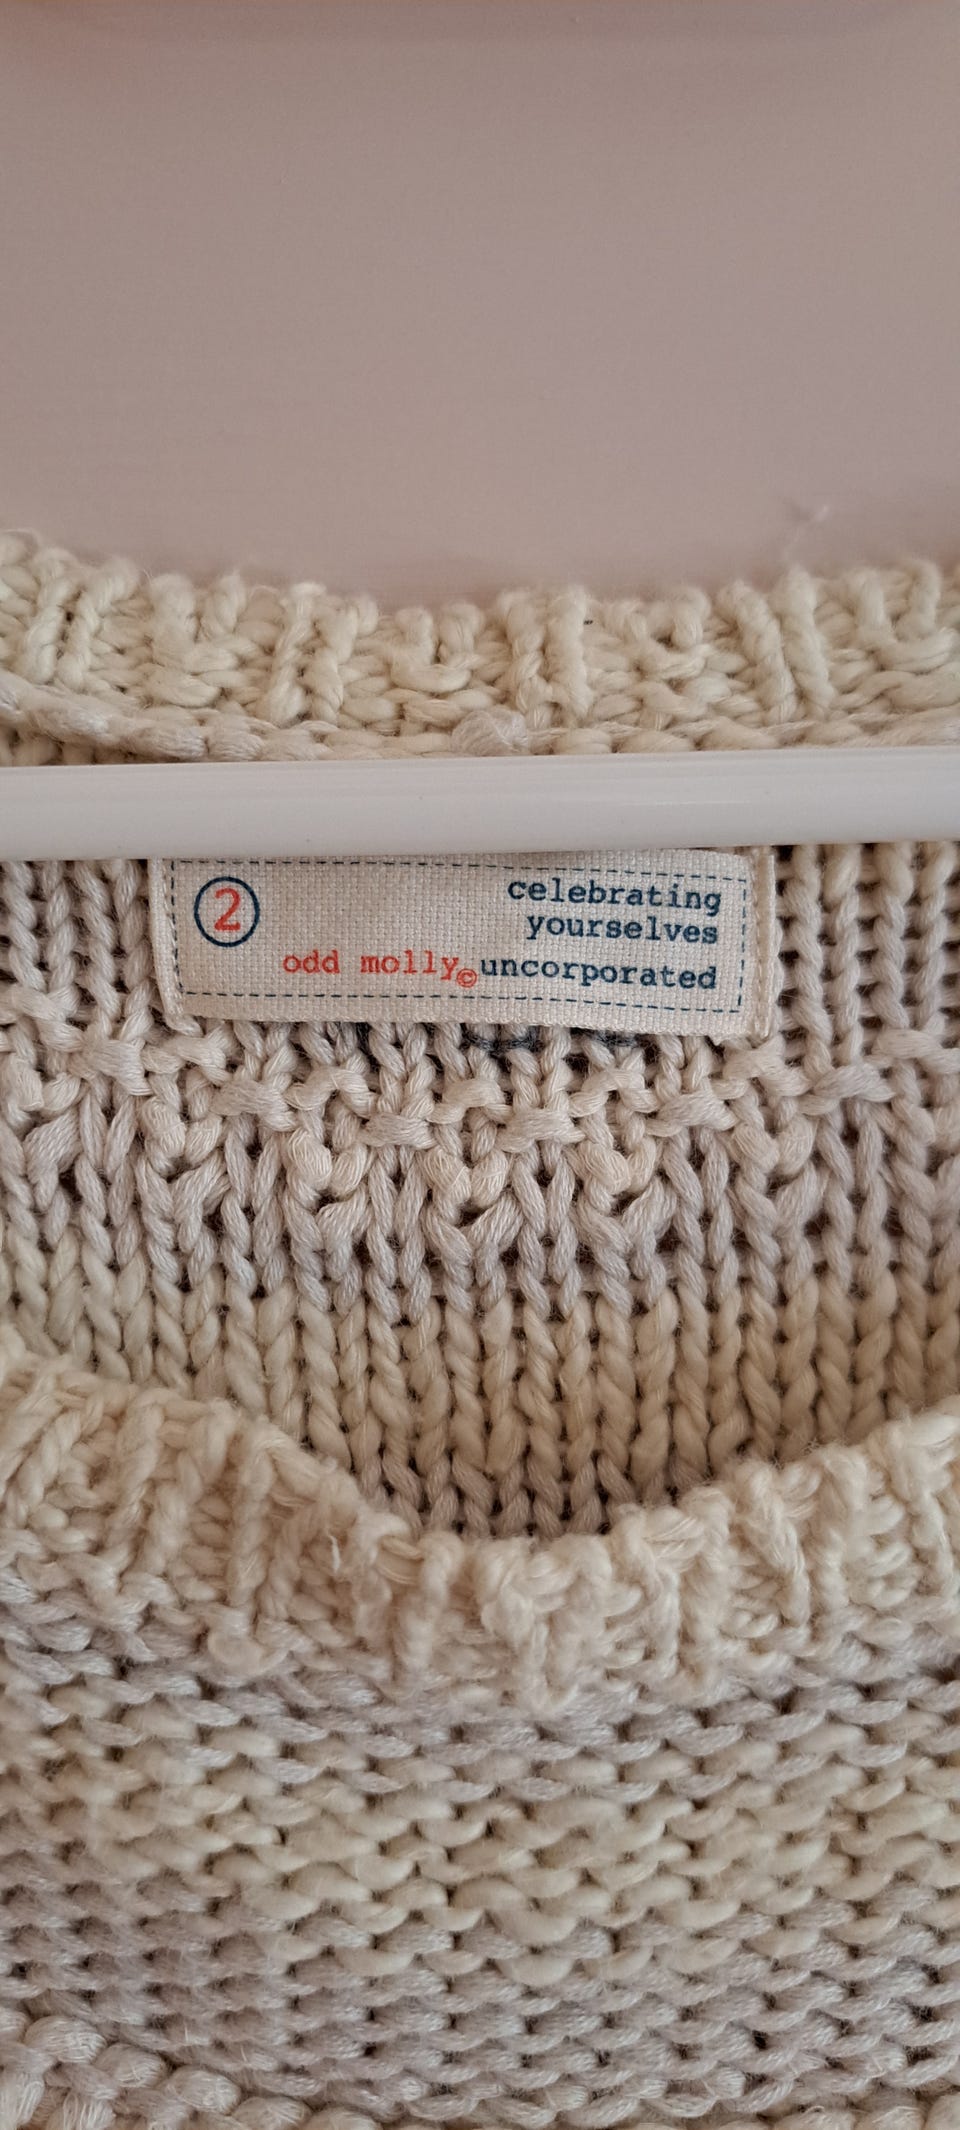 2
celebrating
yourselves
odd molly© uncorporated